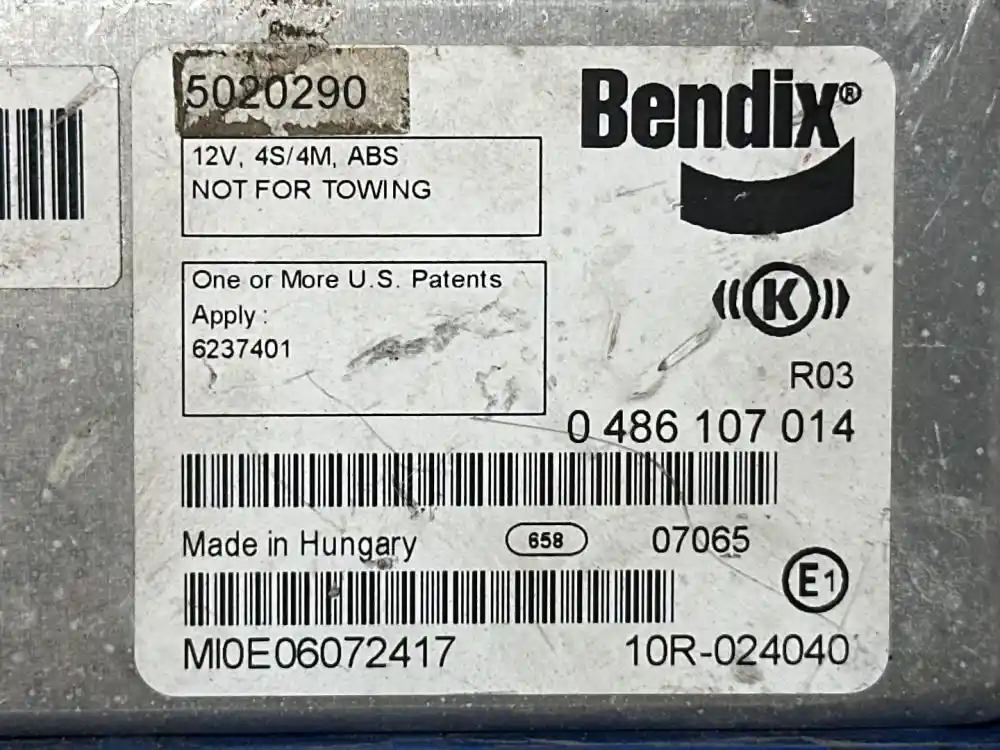 5020290
Bendix®
12V, 4S/4M, ABS
NOT FOR TOWING
One or More U.S. Patents
Apply :
6237401
K
R03
0 486 107 014
Made in Hungary
658
07065
E1
MI0E06072417
10R-024040